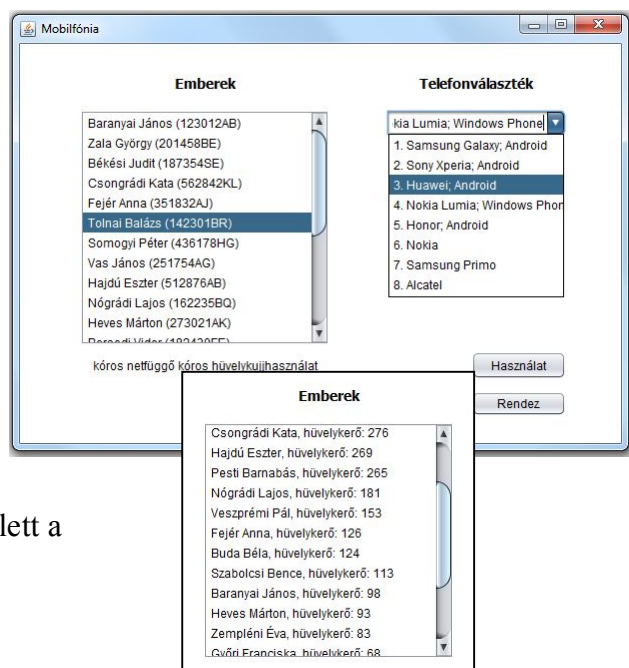 Mobilfónia
Emberek
Baranyai János (123012AB)
Zala György (201458BE)
Békési Judit (187354SE)
Csongrádi Kata (562842KL)
Fejér Anna (351832AJ)
Tolnai Balázs (142301BR)
Somogyi Péter (436178HG)
Vas János (251754AG)
Hajdú Eszter (512876AB)
Nógrádi Lajos (162235BQ)
Heves Márton (273021AK)
Telefonválaszték
kia Lumia; Windows Phone
1. Samsung Galaxy; Android
2. Sony Xperia; Android
3. Huawei; Android
4. Nokia Lumia; Windows Phon
5. Honor; Android
6. Nokia
7. Samsung Primo
8. Alcatel
kóros netfüggő kóros hüvelykujjhasználat
Használat
Rendez
Emberek
Csongrádi Kata, hüvelykerő: 276
Hajdú Eszter, hüvelykerő: 269
Pesti Barnabás, hüvelykerő: 265
Nógrádi Lajos, hüvelykerő: 181
Veszprémi Pál, hüvelykerő: 153
Fejér Anna, hüvelykerő: 126
Buda Béla, hüvelykerő: 124
Szabolcsi Bence, hüvelykerő: 113
Baranyai János, hüvelykerő: 98
Heves Márton, hüvelykerő: 93
Zempléni Éva, hüvelykerő: 83
Győri Franciska, hüvelykerő: 68
lett a